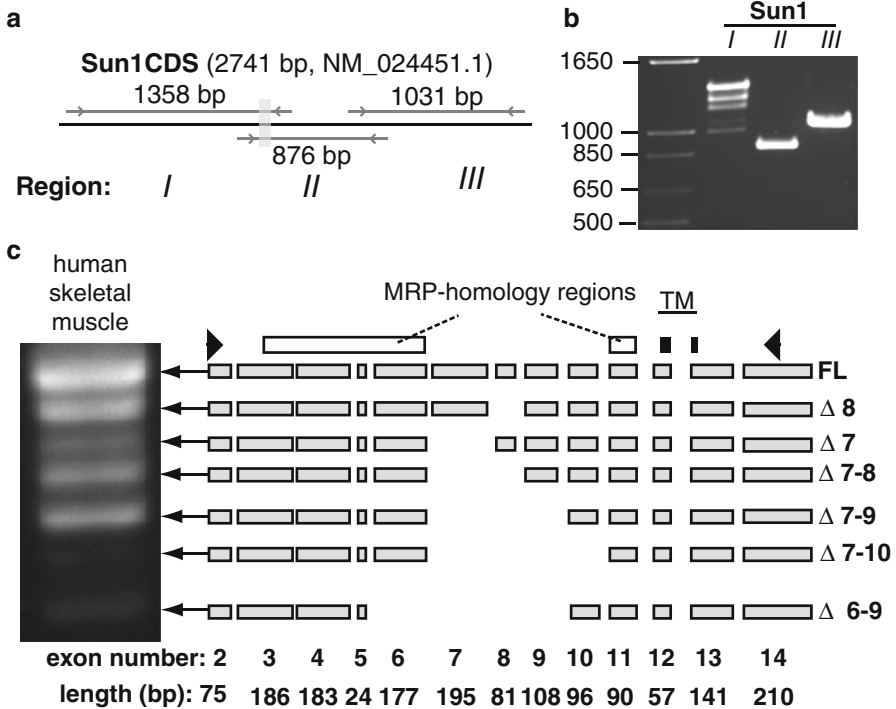 a
Sun1CDS (2741 bp, NM_024451.1)
1358 bp
1031 bp
876 bp
Region: I II III
b
Sun1
I II III
1650
1000
850
650
500
c
human
skeletal
muscle
MRP-homology regions
TM
FL
Δ 8
Δ 7
Δ 7-8
Δ 7-9
Δ 7-10
Δ 6-9
exon number: 2 3 4 5 6 7 8 9 10 11 12 13 14
length (bp): 75 186 183 24 177 195 81 108 96 90 57 141 210